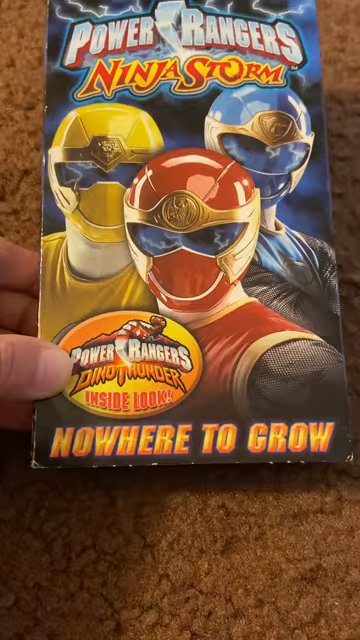 POWER RANGERS
NINJA STORM
POWER RANGERS
DINO THUNDER
INSIDE LOOK!
NOWHERE TO GROW